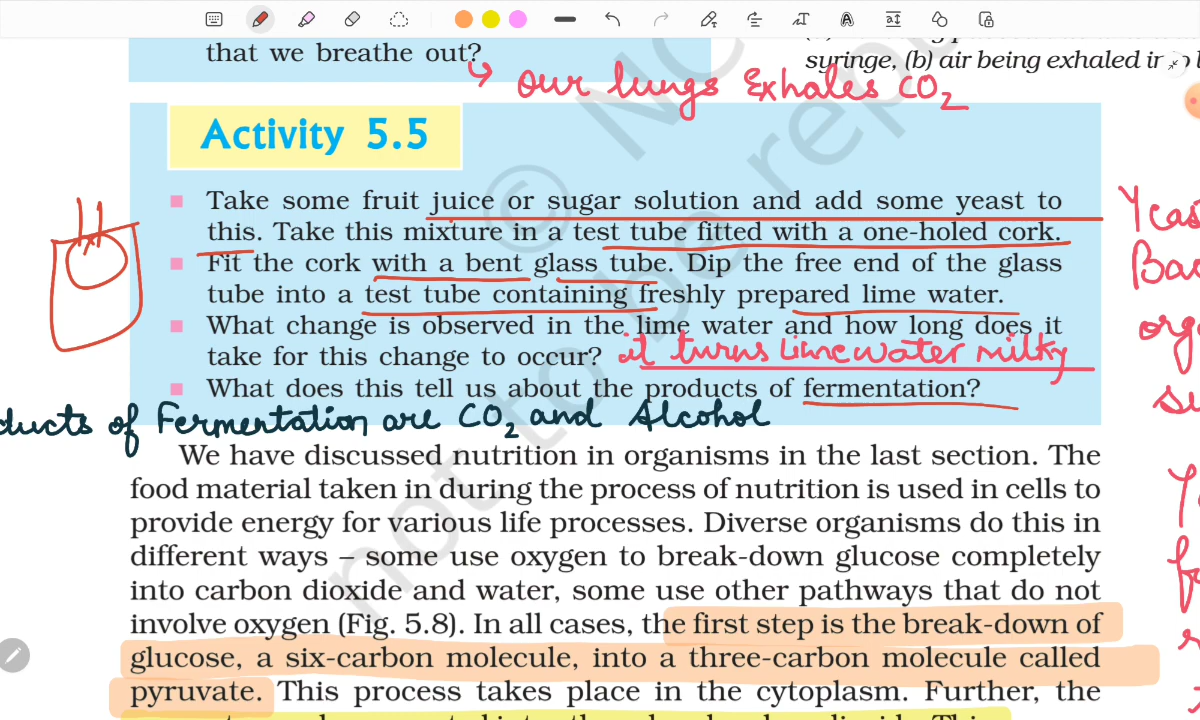 that we breathe out?
our lungs Exhales CO2
syringe, (b) air being exhaled
Activity 5.5
Take some fruit juice or sugar solution and add some yeast to
this. Take this mixture in a test tube fitted with a one-holed cork.
Fit the cork with a bent glass tube. Dip the free end of the glass
tube into a test tube containing freshly prepared lime water.
What change is observed in the lime water and how long does it
take for this change to occur? it turns Limewater Milky
What does this tell us about the products of fermentation?
of Fermentation are CO2 and Alcohol
We have discussed nutrition in organisms in the last section. The
food material taken in during the process of nutrition is used in cells to
provide energy for various life processes. Diverse organisms do this in
different ways – some use oxygen to break-down glucose completely
into carbon dioxide and water, some use other pathways that do not
involve oxygen (Fig. 5.8). In all cases, the first step is the break-down of
glucose, a six-carbon molecule, into a three-carbon molecule called
pyruvate. This process takes place in the cytoplasm. Further, the
not to be